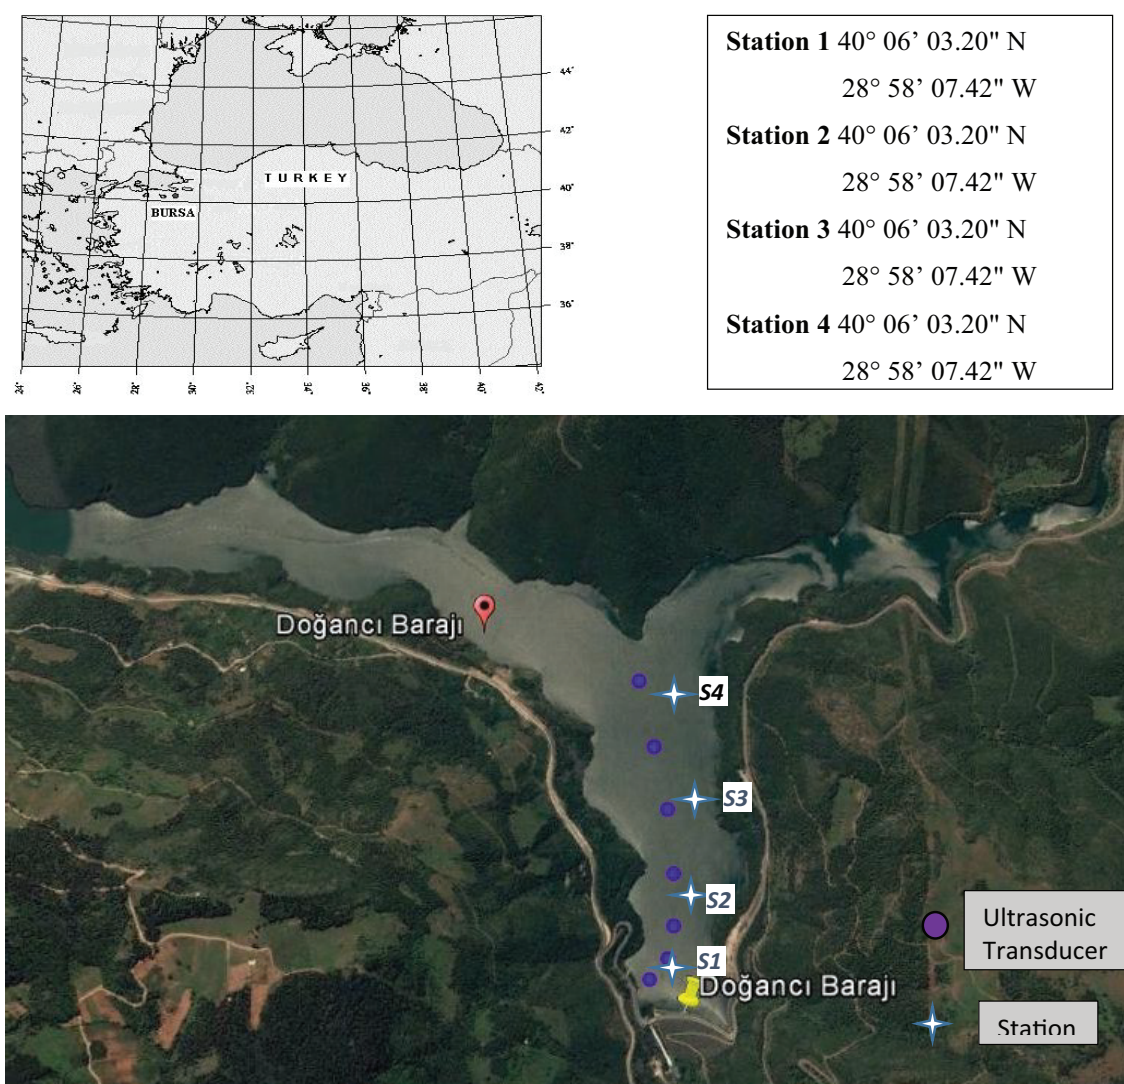 44°
42°
TURKEY
40°
BURSA
38°
36°
24° 26° 28° 30° 32° 34° 36° 38° 40° 42°
Station 1 40° 06’ 03.20" N
28° 58’ 07.42" W
Station 2 40° 06’ 03.20" N
28° 58’ 07.42" W
Station 3 40° 06’ 03.20" N
28° 58’ 07.42" W
Station 4 40° 06’ 03.20" N
28° 58’ 07.42" W
Doğancı Barajı
S4
S3
S2
S1
Doğancı Barajı
Ultrasonic
Transducer
Station